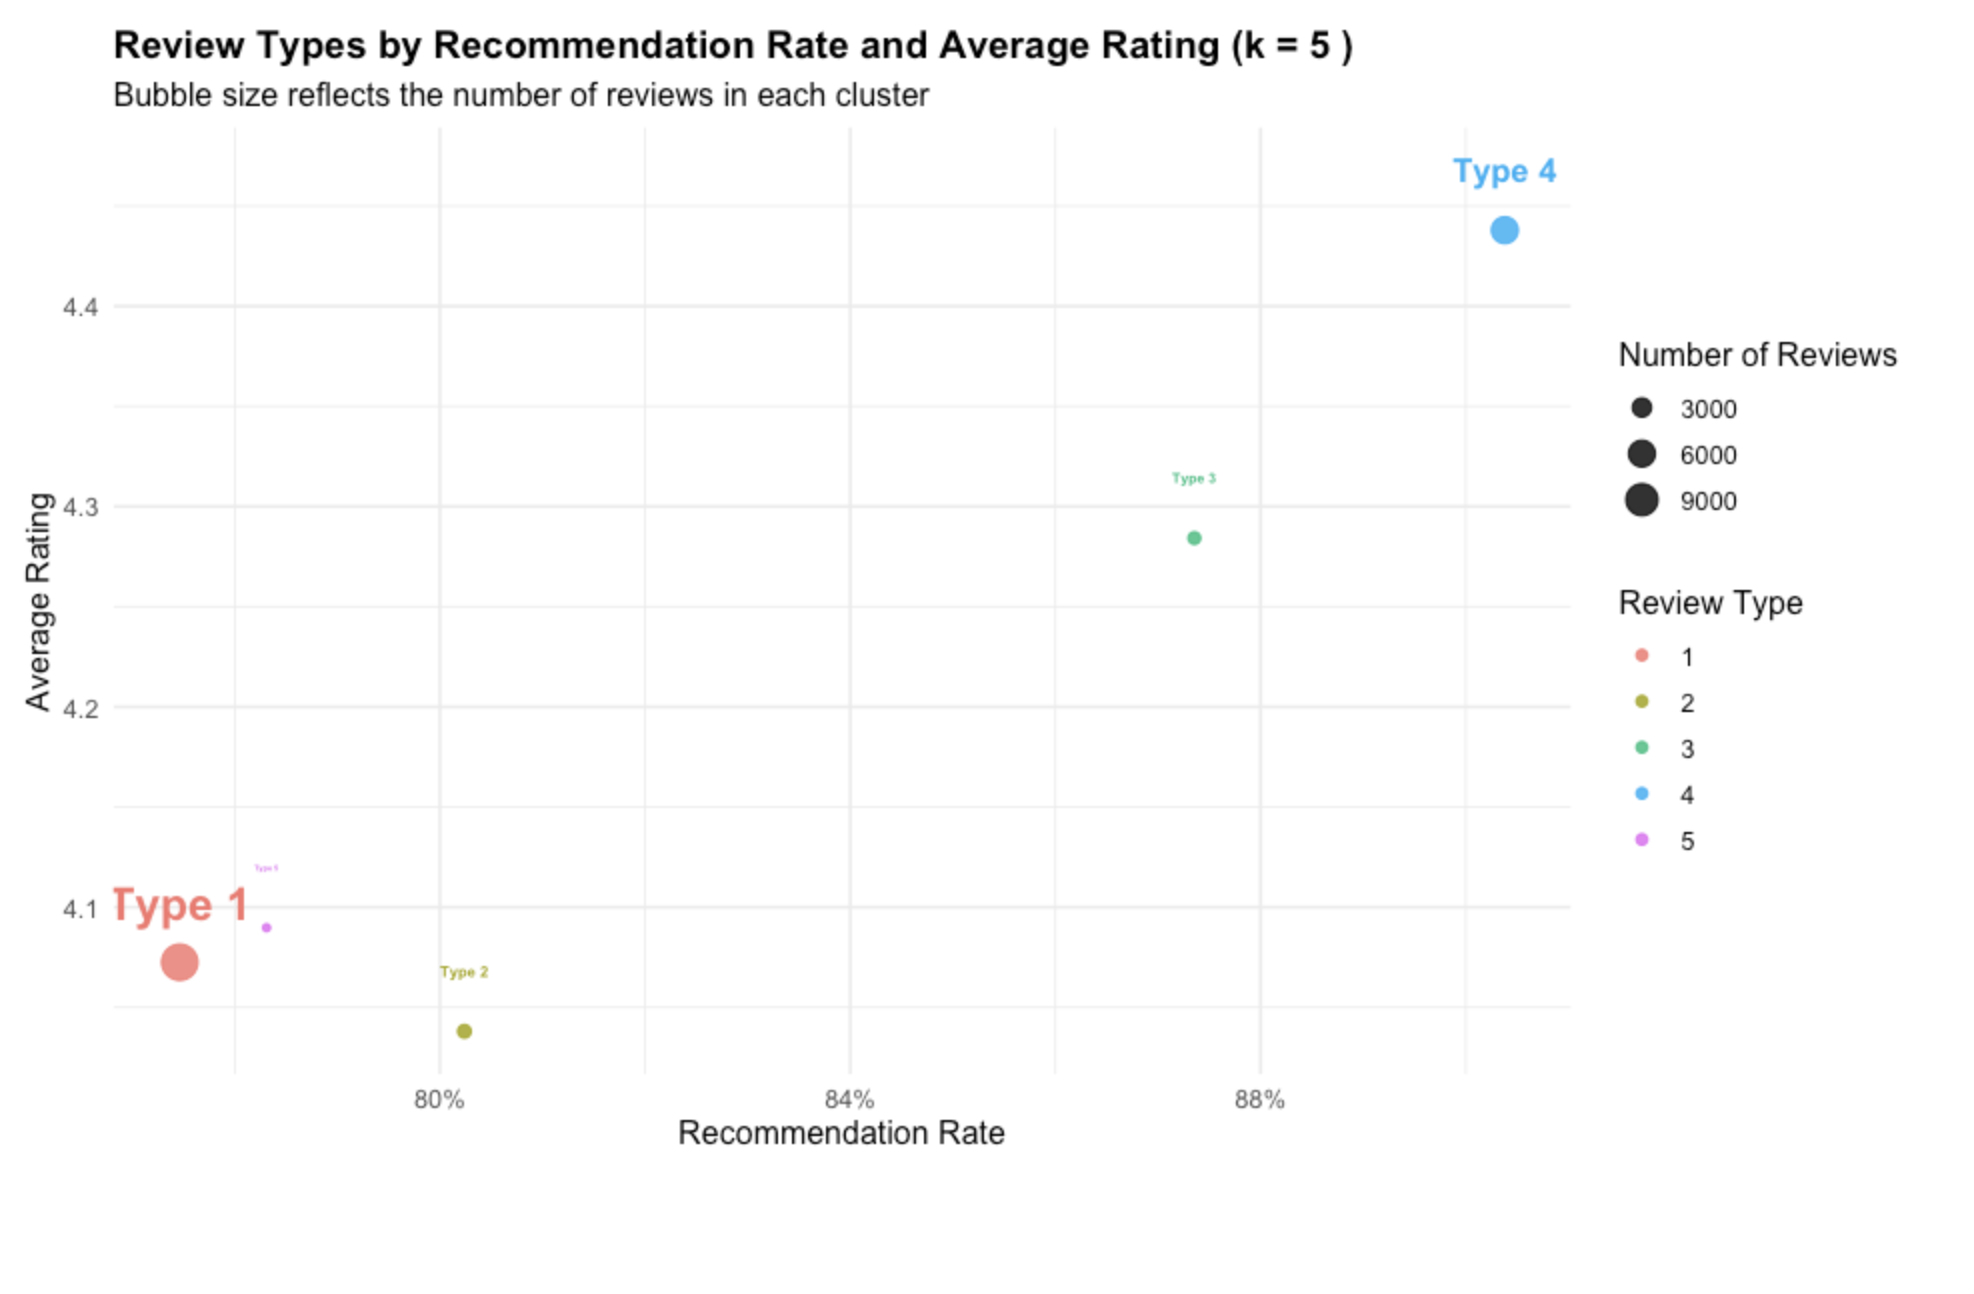 Review Types by Recommendation Rate and Average Rating (k = 5 )
Bubble size reflects the number of reviews in each cluster
Type 4
4.4
Type 3
4.3
4.2
Type 1
4.1
Type 2
80%
84%
88%
Recommendation Rate
Average Rating
Number of Reviews
3000
6000
9000
Review Type
1
2
3
4
5